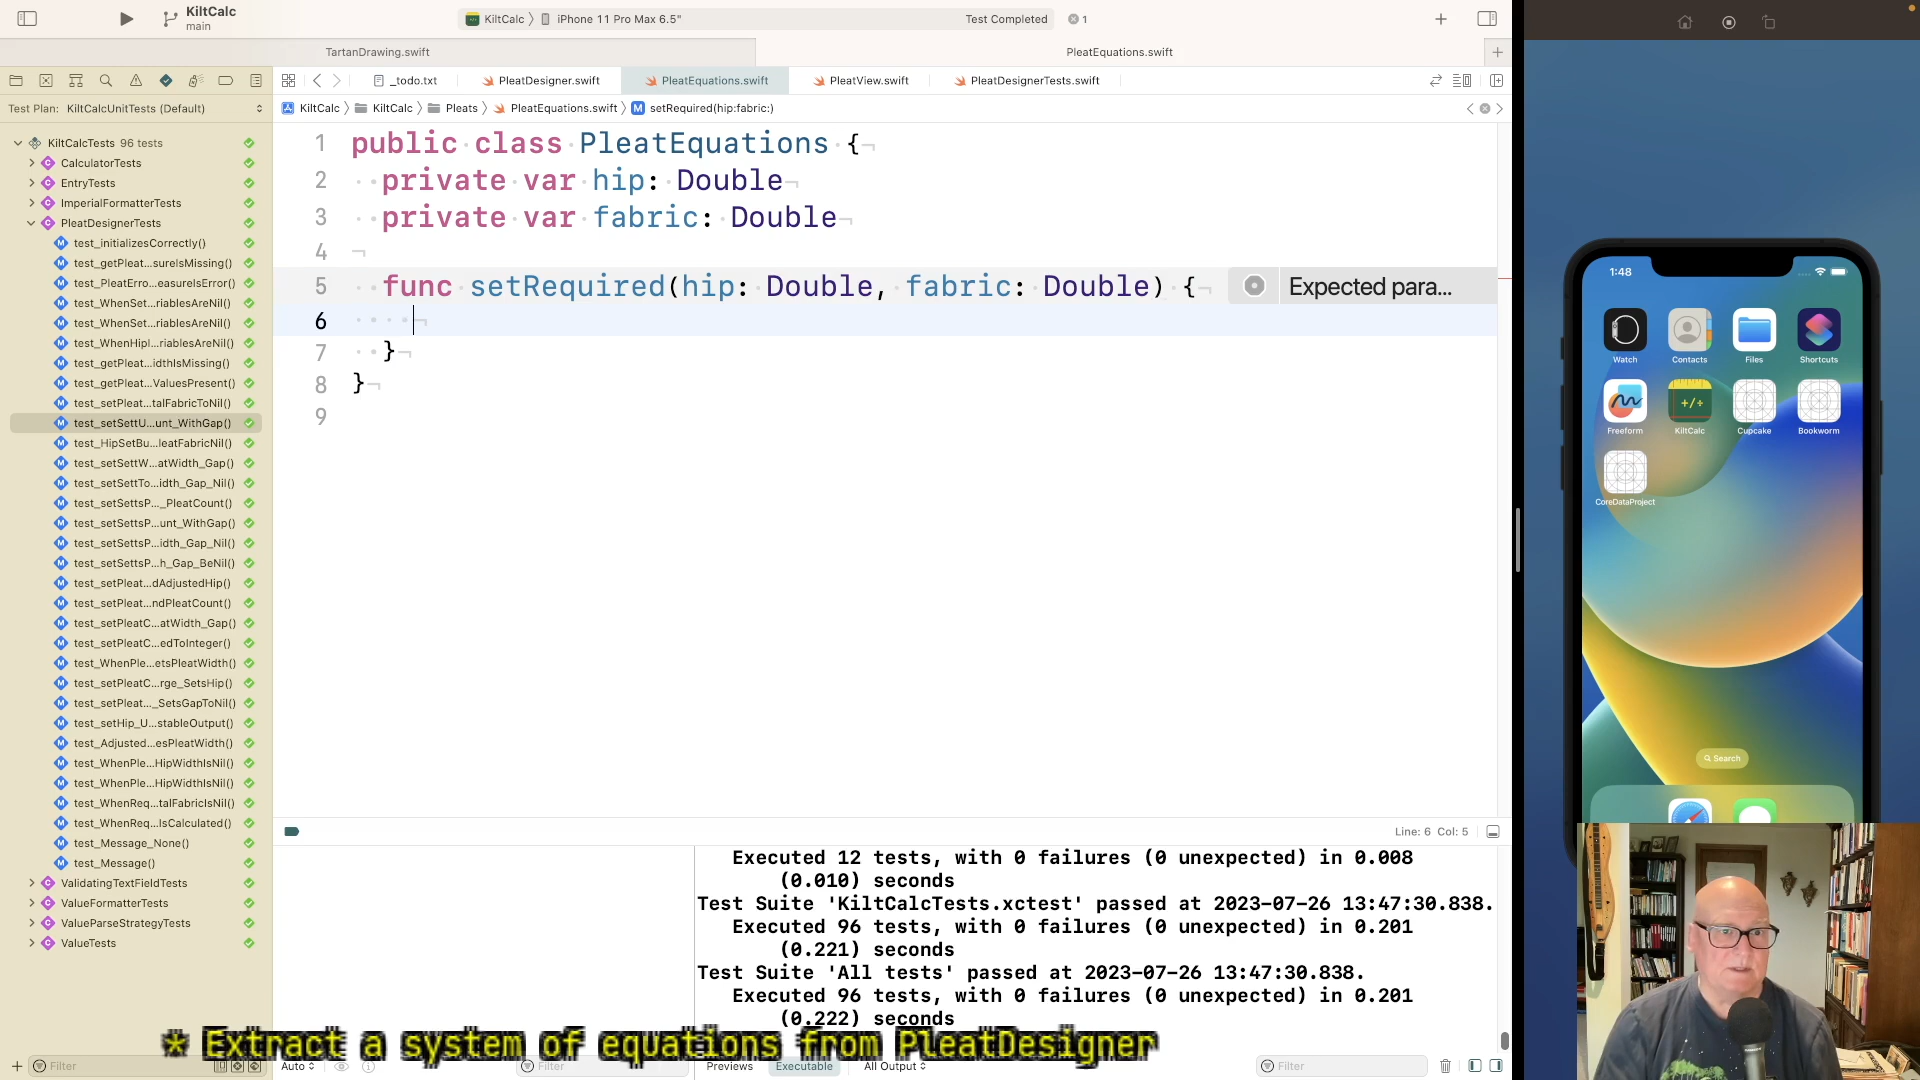 KiltCalc
main
KiltCalc
iPhone 11 Pro Max 6.5"
Test Completed
1
TartanDrawing.swift
PleatEquations.swift
_todo.txt
PleatDesigner.swift
PleatEquations.swift
PleatView.swift
PleatDesignerTests.swift
Test Plan: KiltCalcUnitTests (Default)
KiltCalc
KiltCalc
Pleats
PleatEquations.swift
M
setRequired(hip:fabric:)
KiltCalcTests 96 tests
CalculatorTests
EntryTests
ImperialFormatterTests
PleatDesignerTests
test_initializesCorrectly()
test_getPleat...sureIsMissing()
test_PleatErro...easureIsError()
test_WhenSet...riablesAreNil()
test_WhenSet...riablesAreNil()
test_WhenHipI...riablesAreNil()
test_getPleat...idthIsMissing()
test_getPleat...ValuesPresent()
test_setPleat...talFabricToNil()
test_setSettU...unt_WithGap()
test_HipSetBu...leatFabricNil()
test_setSettW...atWidth_Gap()
test_setSettTo...idth_Gap_Nil()
test_setSettsP..._PleatCount()
test_setSettsP...unt_WithGap()
test_setSettsP...idth_Gap_Nil()
test_setSettsP...h_Gap_BeNil()
test_setPleat...dAdjustedHip()
test_setPleat...ndPleatCount()
test_setPleatC...atWidth_Gap()
test_setPleatC...edToInteger()
test_WhenPle...etsPleatWidth()
test_setPleatC...rge_SetsHip()
test_setPleat..._SetsGapToNil()
test_setHip_U...stableOutput()
test_Adjusted...esPleatWidth()
test_WhenPle...HipWidthIsNil()
test_WhenPle...HipWidthIsNil()
test_WhenReq...talFabricIsNil()
test_WhenReq...IsCalculated()
test_Message_None()
test_Message()
ValidatingTextFieldTests
ValueFormatterTests
ValueParseStrategyTests
ValueTests
1 public class PleatEquations {
2 private var hip: Double
3 private var fabric: Double
4
5 func setRequired(hip: Double, fabric: Double) {
Expected para...
6
7 }
8 }
9
Line: 6 Col: 5
Executed 12 tests, with 0 failures (0 unexpected) in 0.008
(0.010) seconds
Test Suite 'KiltCalcTests.xctest' passed at 2023-07-26 13:47:30.838.
Executed 96 tests, with 0 failures (0 unexpected) in 0.201
(0.221) seconds
Test Suite 'All tests' passed at 2023-07-26 13:47:30.838.
Executed 96 tests, with 0 failures (0 unexpected) in 0.201
(0.222) seconds
* Extract a system of equations from PleatDesigner
Filter
Auto
Filter
Previews
Executable
All Output
Filter
1:48
Watch
Contacts
Files
Shortcuts
Freeform
+/÷
KiltCalc
Cupcake
Bookworm
CoreDataProject
Search